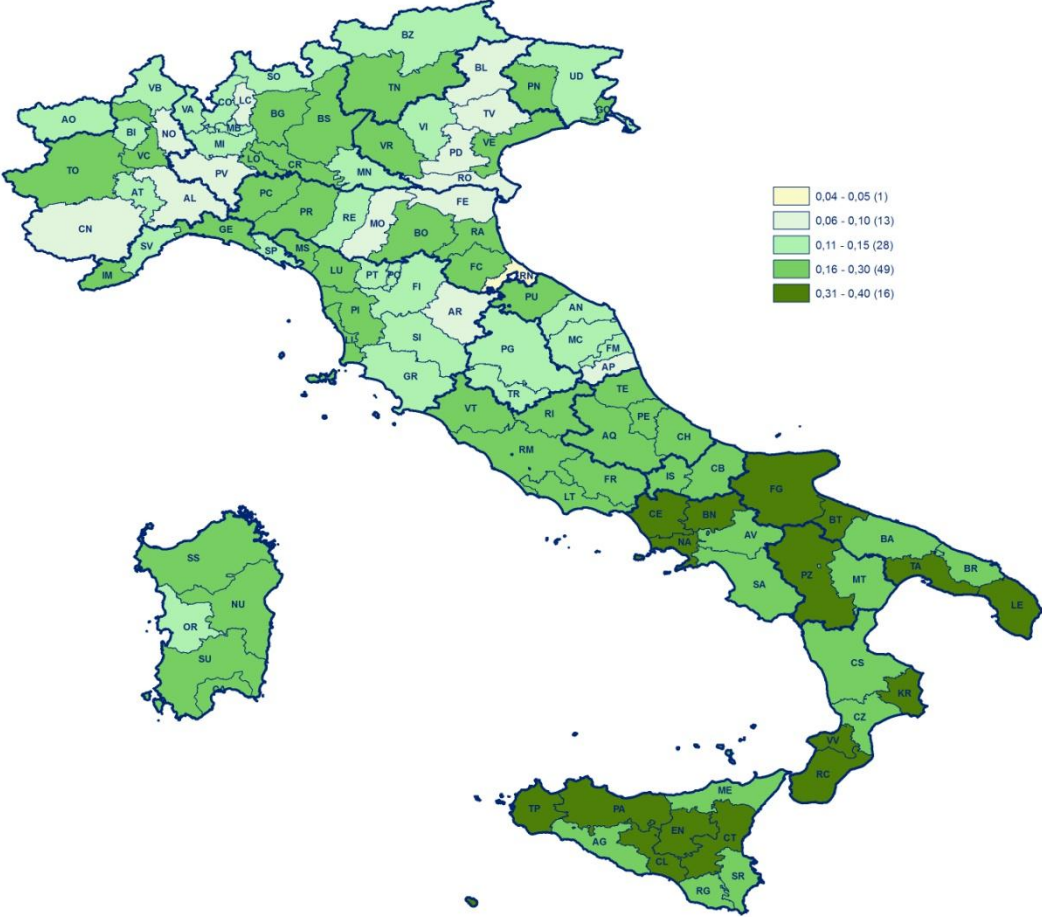 BZ
BL
UD
SO
TN
PN
VB
CO
LC
VA
BG
BS
GO
AO
TV
MB
BI
NO
VI
MI
PD
VE
VC
LO
VR
TO
CR
MN
PV
RO
AT
AL
PC
FE
0,04 - 0,05 (1)
PR
RE
MO
0,06 - 0,10 (13)
CN
GE
BO
RA
0,11 - 0,15 (28)
SV
SP
MS
0,16 - 0,30 (49)
IM
LU
PT
PO
FC
RN
0,31 - 0,40 (16)
FI
PU
PI
AR
AN
LI
SI
MC
PG
FM
AP
GR
TR
TE
VT
RI
PE
AQ
CH
RM
CB
FR
IS
FG
LT
CE
BN
BT
AV
BA
NA
SS
TA
BR
PZ
MT
SA
NU
LE
OR
SU
CS
CA
KR
CZ
VV
RC
ME
TP
PA
EN
CT
AG
CL
SR
RG